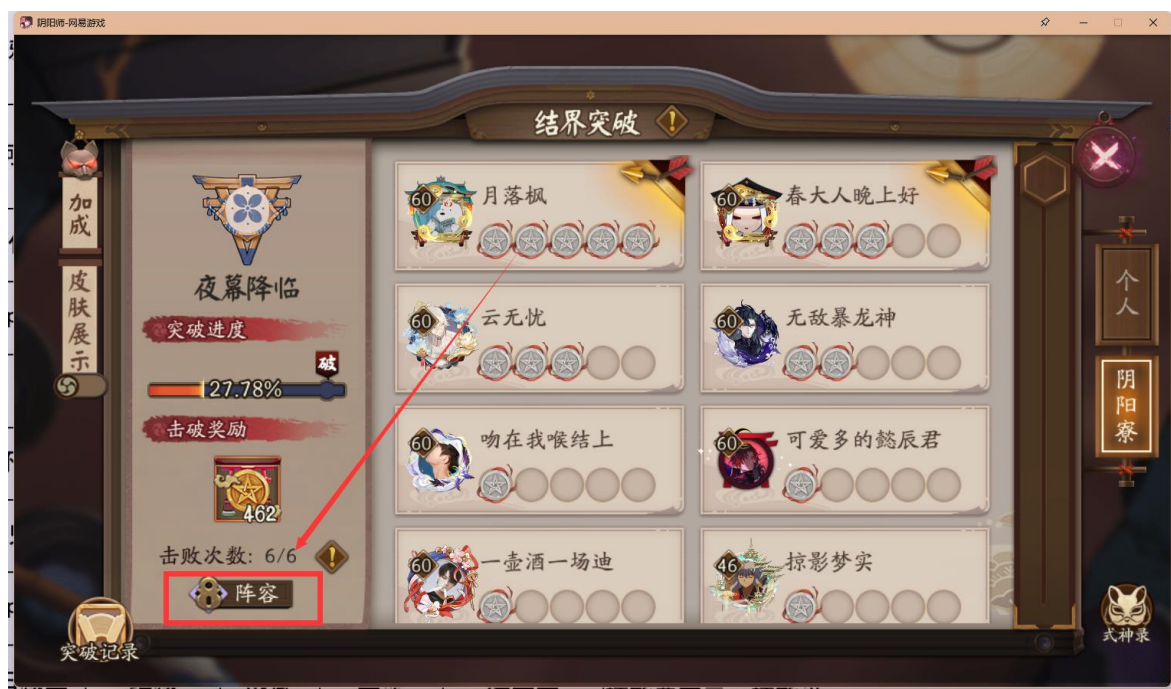 阴阳师-网易游戏
结界突破
加成
皮肤展示
夜幕降临
突破进度
破
27.78%
击破奖励
462
击败次数: 6/6
阵容
突破记录
60
月落枫
60
春大人晚上好
60
云无忧
60
无敌暴龙神
60
吻在我喉结上
60
可爱多的懿辰君
60
一壶酒一场迪
46
掠影梦实
个人
阴阳寮
式神录